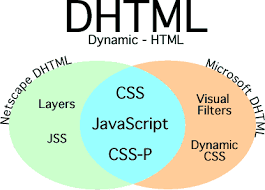 DHTML
Dynamic - HTML
Netscape DHTML
Microsoft DHTML
Layers
JSS
CSS
JavaScript
CSS-P
Visual
Filters
Dynamic
CSS